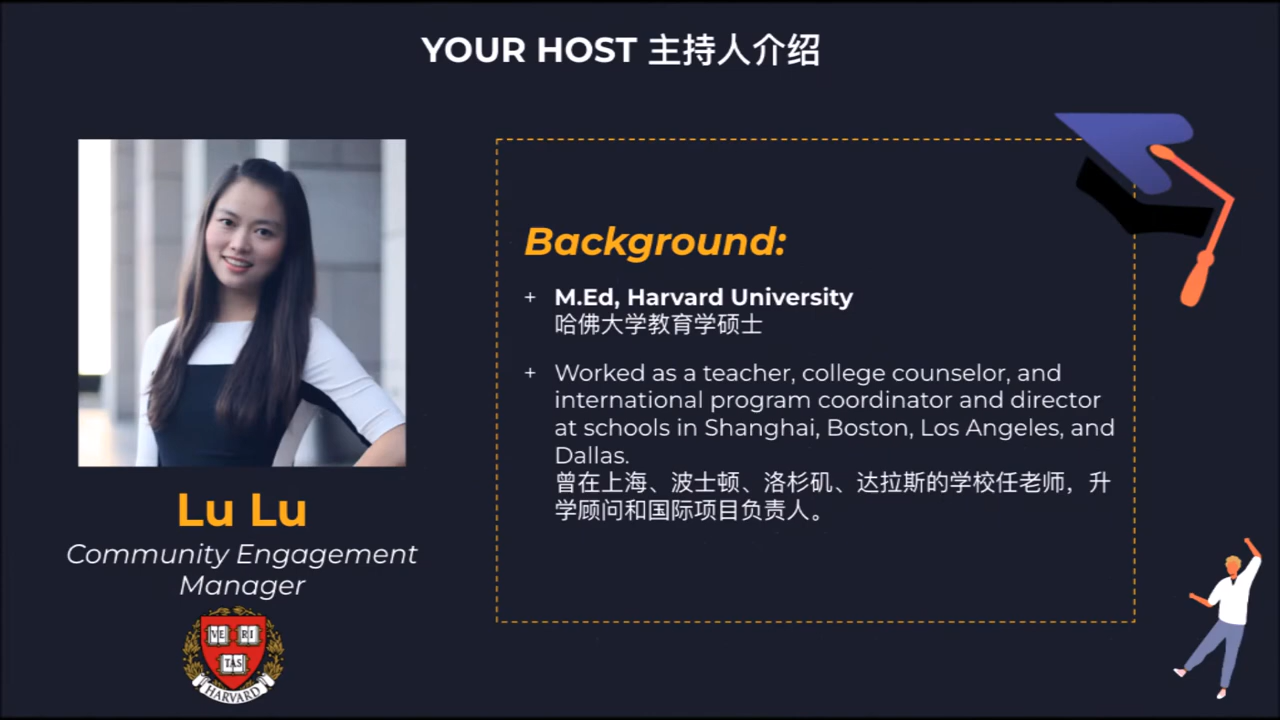 YOUR HOST 主持人介绍
Background:
+ M.Ed, Harvard University
哈佛大学教育学硕士
+ Worked as a teacher, college counselor, and
international program coordinator and director
at schools in Shanghai, Boston, Los Angeles, and
Dallas.
曾在上海、波士顿、洛杉矶、达拉斯的学校任老师，升
学顾问和国际项目负责人。
Lu Lu
Community Engagement
Manager
VE RI
TAS
HARVARD